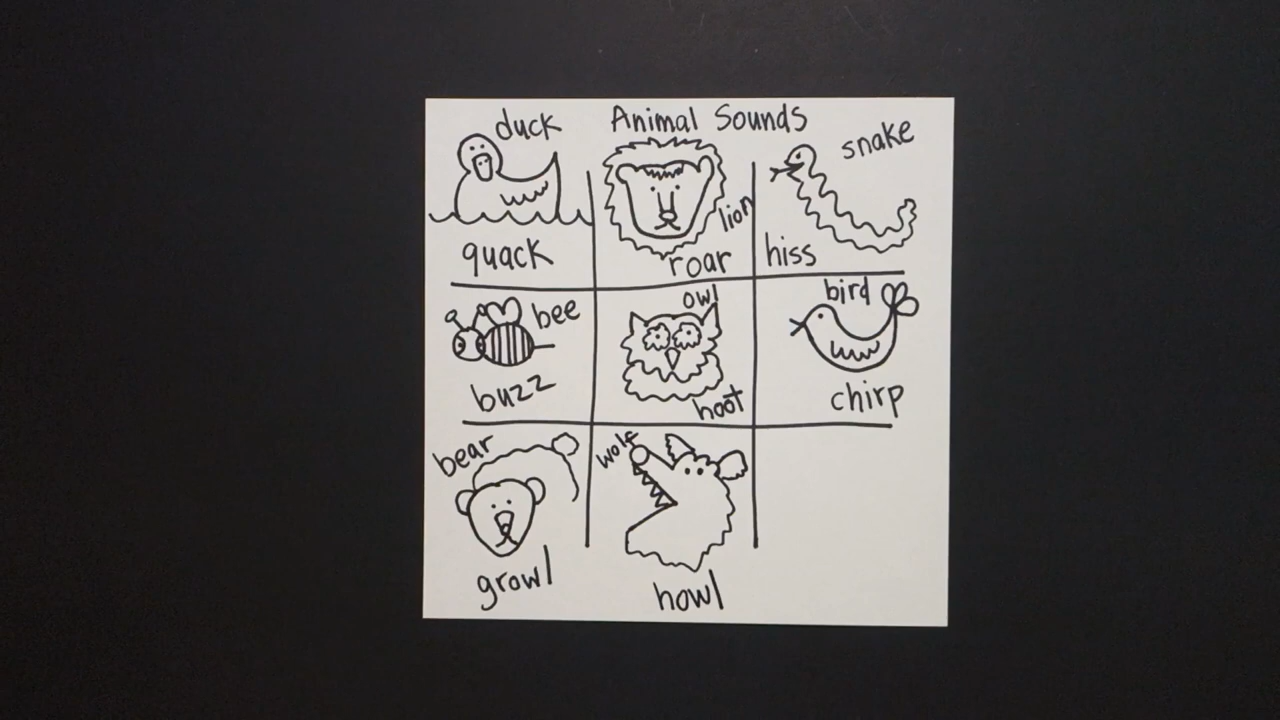 Animal Sounds
duck
quack
lion
roar
snake
hiss
bee
buzz
owl
hoot
bird
chirp
bear
growl
wolf
howl